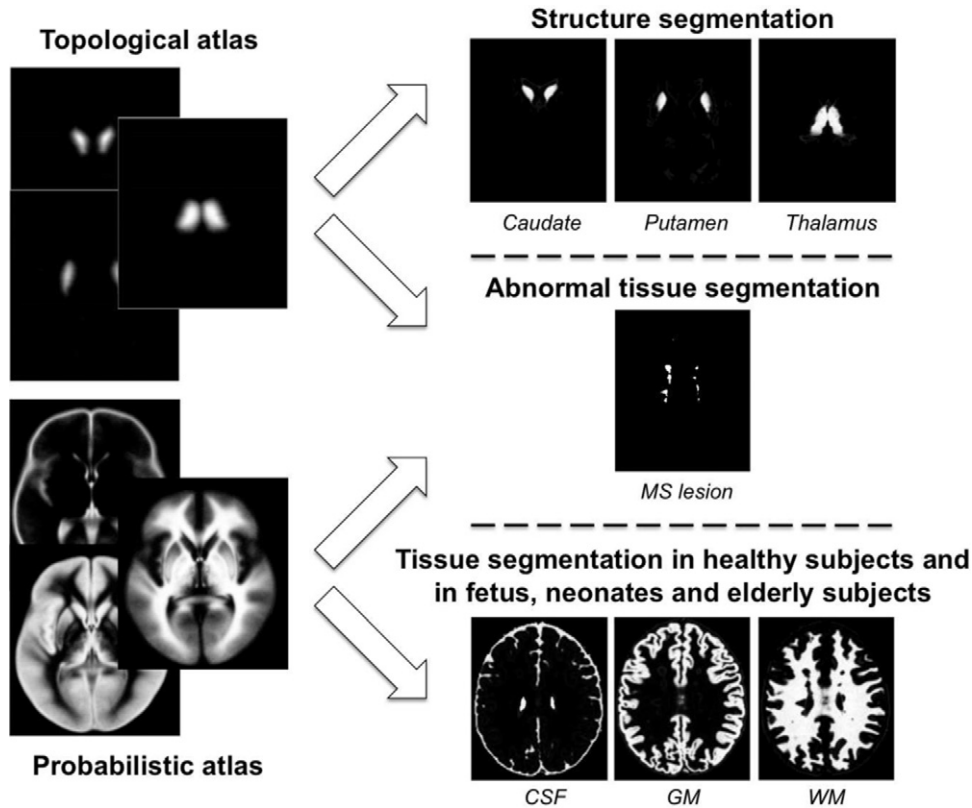 Topological atlas
Structure segmentation
Caudate
Putamen
Thalamus
Abnormal tissue segmentation
MS lesion
Tissue segmentation in healthy subjects and
in fetus, neonates and elderly subjects
Probabilistic atlas
CSF
GM
WM